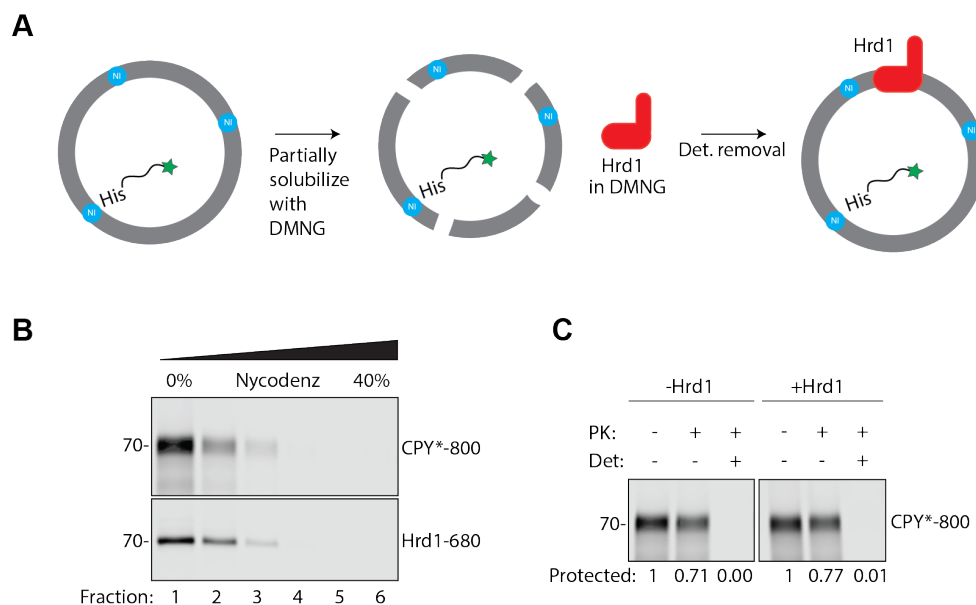 A
NI
NI
NI
His
Partially
solubilize
with
DMNG
NI
NI
NI
His
Hrd1
in DMNG
Det. removal
Hrd1
NI
NI
NI
His
B
0% Nycodenz 40%
70- CPY*-800
70- Hrd1-680
Fraction: 1 2 3 4 5 6
C
-Hrd1 +Hrd1
PK: - + + - + +
Det: - - + - - +
70- CPY*-800
Protected: 1 0.71 0.00 1 0.77 0.01